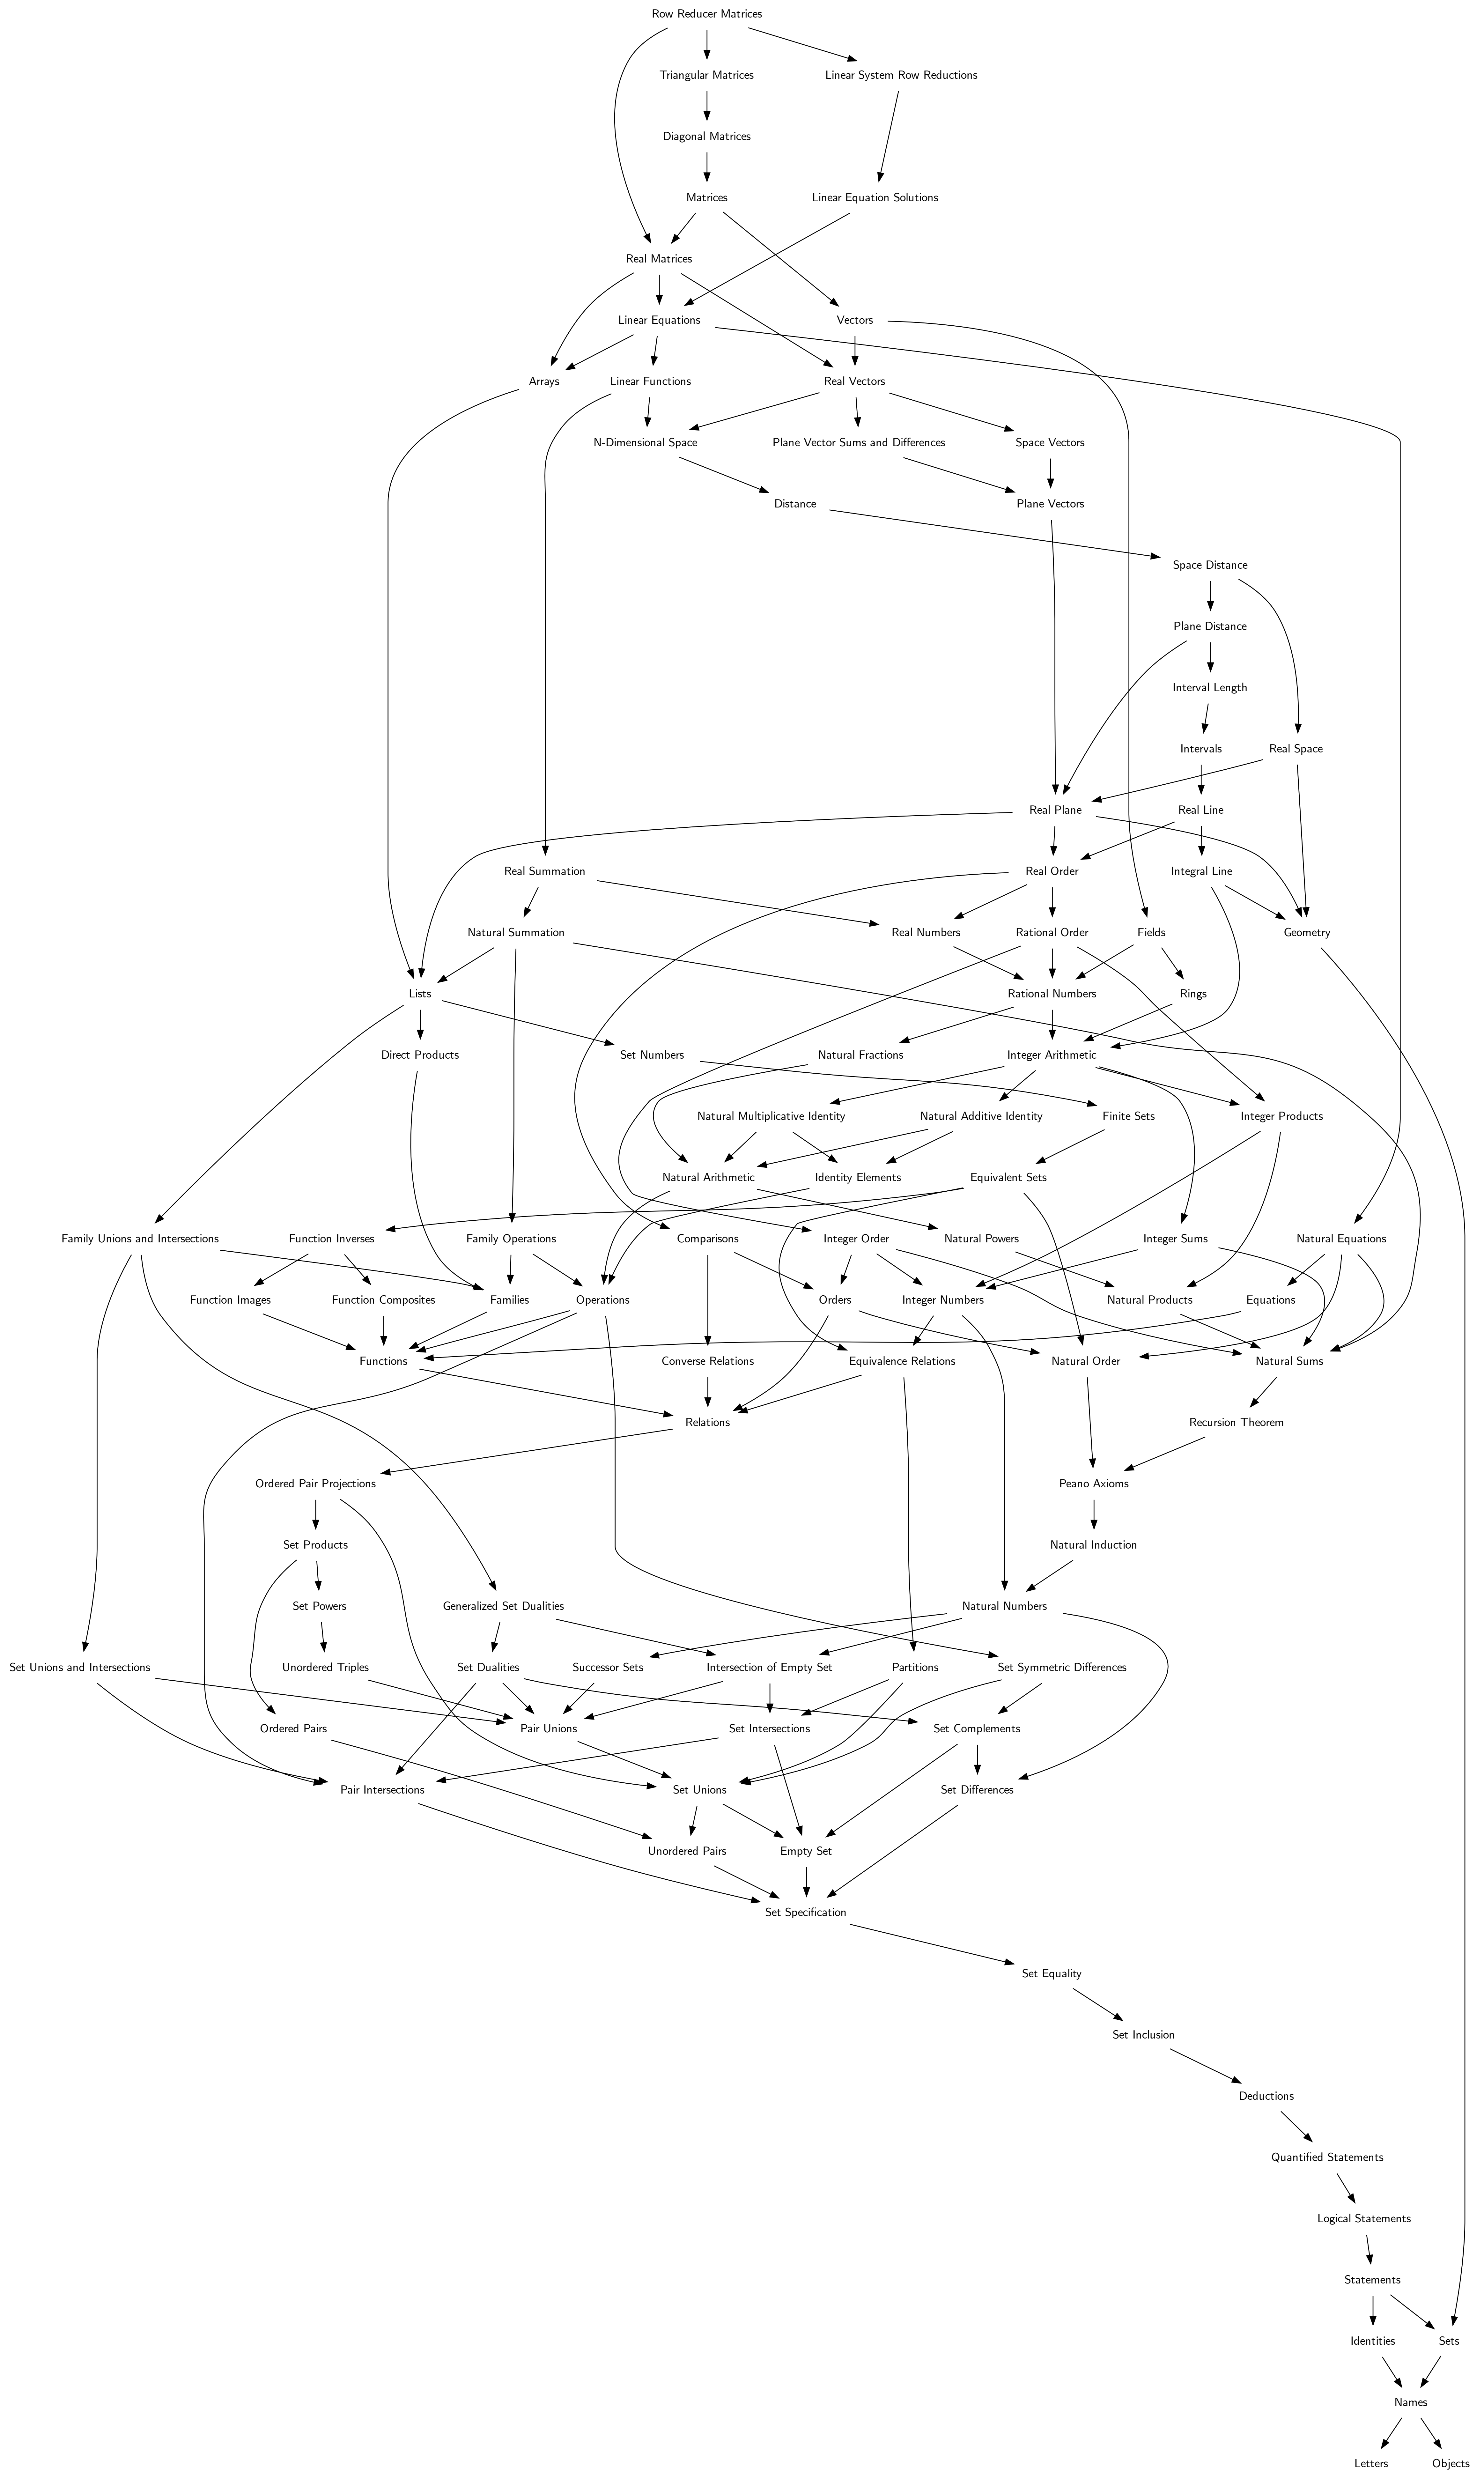 Row Reducer Matrices
Triangular Matrices
Linear System Row Reductions
Diagonal Matrices
Matrices
Linear Equation Solutions
Real Matrices
Linear Equations
Vectors
Arrays
Linear Functions
Real Vectors
N-Dimensional Space
Plane Vector Sums and Differences
Space Vectors
Distance
Plane Vectors
Space Distance
Plane Distance
Interval Length
Intervals
Real Space
Real Plane
Real Line
Real Summation
Real Order
Integral Line
Natural Summation
Real Numbers
Rational Order
Fields
Geometry
Lists
Rational Numbers
Rings
Direct Products
Set Numbers
Natural Fractions
Integer Arithmetic
Natural Multiplicative Identity
Natural Additive Identity
Finite Sets
Integer Products
Natural Arithmetic
Identity Elements
Equivalent Sets
Family Unions and Intersections
Function Inverses
Family Operations
Comparisons
Integer Order
Natural Powers
Integer Sums
Natural Equations
Function Images
Function Composites
Families
Operations
Orders
Integer Numbers
Natural Products
Equations
Functions
Converse Relations
Equivalence Relations
Natural Order
Natural Sums
Relations
Recursion Theorem
Ordered Pair Projections
Peano Axioms
Set Products
Natural Induction
Set Powers
Generalized Set Dualities
Natural Numbers
Set Unions and Intersections
Unordered Triples
Set Dualities
Successor Sets
Intersection of Empty Set
Partitions
Set Symmetric Differences
Ordered Pairs
Pair Unions
Set Intersections
Set Complements
Pair Intersections
Set Unions
Set Differences
Unordered Pairs
Empty Set
Set Specification
Set Equality
Set Inclusion
Deductions
Quantified Statements
Logical Statements
Statements
Identities
Sets
Names
Letters
Objects